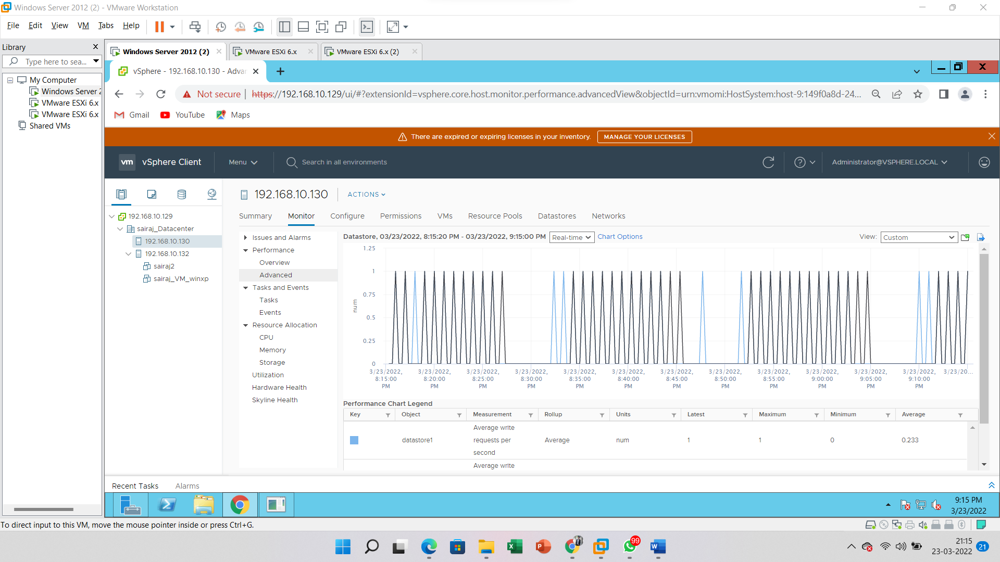 Windows Server 2012 (2) - VMware Workstation
File Edit View VM Tabs Help
Library
Type here to sea...
My Computer
Windows Server 2
VMware ESXi 6.x
VMware ESXi 6.x
Shared VMs
Windows Server 2012 (2)
VMware ESXi 6.x
VMware ESXi 6.x (2)
vSphere - 192.168.10.130 - Adva
Not secure https://192.168.10.129/ui/#?extensionId=vsphere.core.host.monitor.performance.advancedView&objectId=urn:vmomi:HostSystem:host-9:149f0a8d-24...
Gmail YouTube Maps
There are expired or expiring licenses in your inventory. MANAGE YOUR LICENSES
vm vSphere Client Menu Search in all environments Administrator@VSPHERE.LOCAL
192.168.10.129
sairaj_Datacenter
192.168.10.130
192.168.10.132
sairaj2
sairaj_VM_winxp
192.168.10.130 ACTIONS
Summary Monitor Configure Permissions VMs Resource Pools Datastores Networks
Issues and Alarms
Performance
Overview
Advanced
Tasks and Events
Tasks
Events
Resource Allocation
CPU
Memory
Storage
Utilization
Hardware Health
Skyline Health
Datastore, 03/23/2022, 8:15:20 PM - 03/23/2022, 9:15:00 PM Real-time Chart Options View: Custom
1.25
1
0.75
0.5
0.25
0
num
3/23/2022, 3/23/2022, 3/23/2022, 3/23/2022, 3/23/2022, 3/23/2022, 3/23/2022, 3/23/2022, 3/23/2022, 3/23/2022, 3/23/2022, 3/23/2022, 3/23/20...
8:15:00 8:20:00 8:25:00 8:30:00 8:35:00 8:40:00 8:45:00 8:50:00 8:55:00 9:00:00 9:05:00 9:10:00
PM PM PM PM PM PM PM PM PM PM PM PM
Performance Chart Legend
Key Object Measurement Rollup Units Latest Maximum Minimum Average
Average write
datastore1 requests per Average num 1 1 0 0.233
second
Average write
Recent Tasks Alarms
9:15 PM
3/23/2022
To direct input to this VM, move the mouse pointer inside or press Ctrl+G.
99
21:15
23-03-2022
21